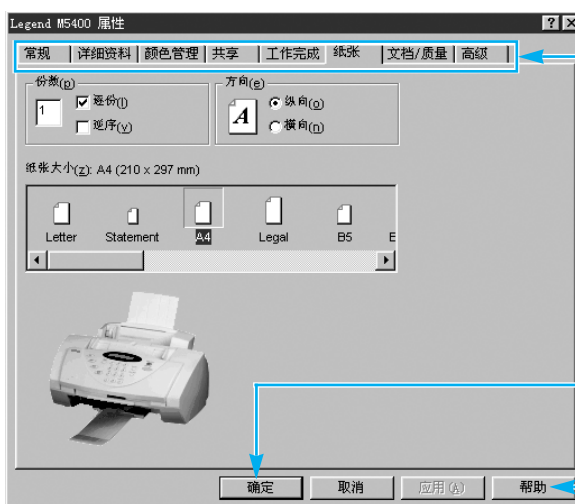 Legend M5400 属性
常规 详细资料 颜色管理 共享 工作完成 纸张 文档/质量 高级
份数(p) 方向(e)
1 逐份(l) A 纵向(o)
逆序(v) 横向(n)
纸张大小(z): A4 (210 x 297 mm)
Letter Statement A4 Legal B5 E
确定 取消 应用(A) 帮助